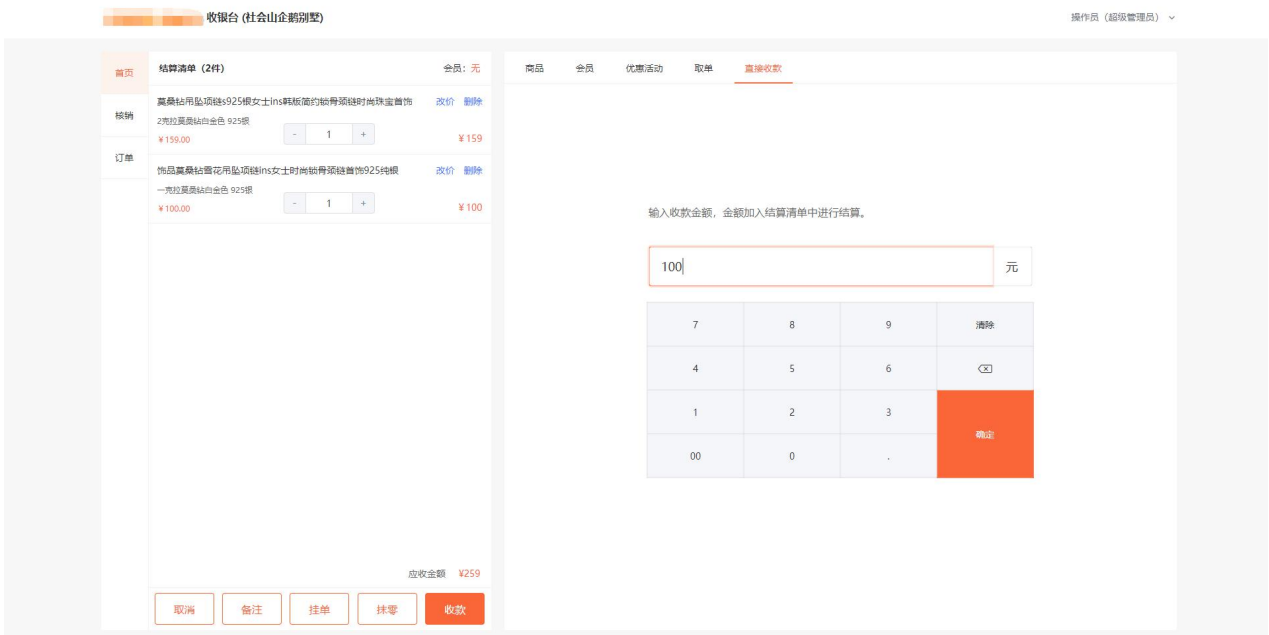 收银台 (社会山企鹅别墅)
操作员（超级管理员）
首页
核销
订单
结算清单（2件）
会员：无
莫桑钻吊坠项链s925银女士ins韩版简约锁骨颈链时尚珠宝首饰
改价 删除
2克拉莫桑钻白金色 925银
¥159.00
- 1 +
¥159
饰品莫桑钻雪花吊坠项链ins女士时尚锁骨颈链首饰925纯银
改价 删除
一克拉莫桑钻白金色 925银
¥100.00
- 1 +
¥100
应收金额 ¥259
取消 备注 挂单 抹零 收款
商品 会员 优惠活动 取单 直接收款
输入收款金额，金额加入结算清单中进行结算。
100 元
7 8 9 清除
4 5 6
1 2 3 确定
00 0 .